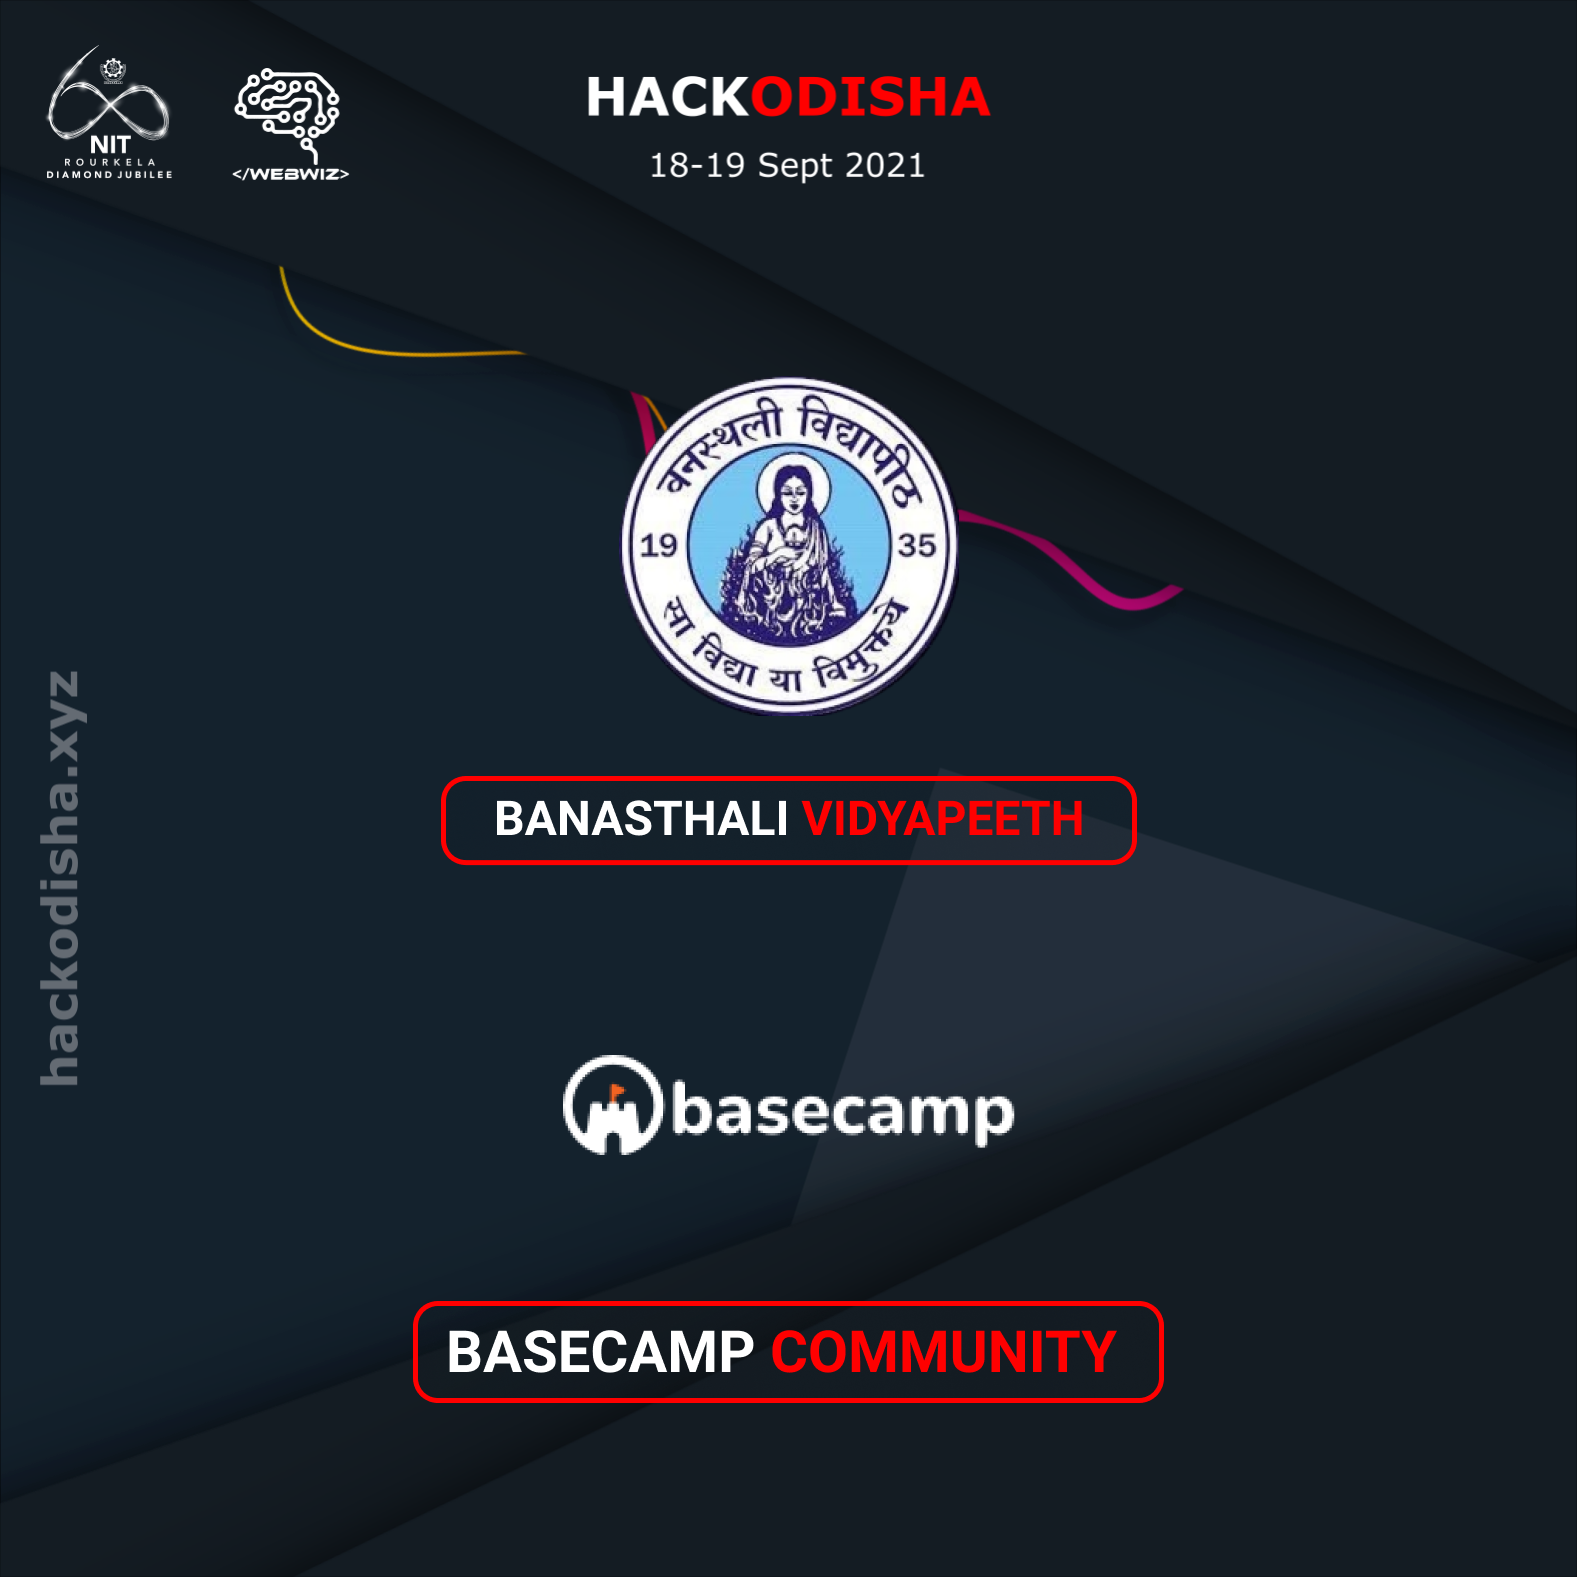 NIT
ROURKELA
DIAMOND JUBILEE
</WEBWIZ>
HACKODISHA
18-19 Sept 2021
वनस्थली विद्यापीठ
19 35
सा विद्या या विमुक्तये
BANASTHALI VIDYAPEETH
hackodisha.xyz
basecamp
BASECAMP COMMUNITY